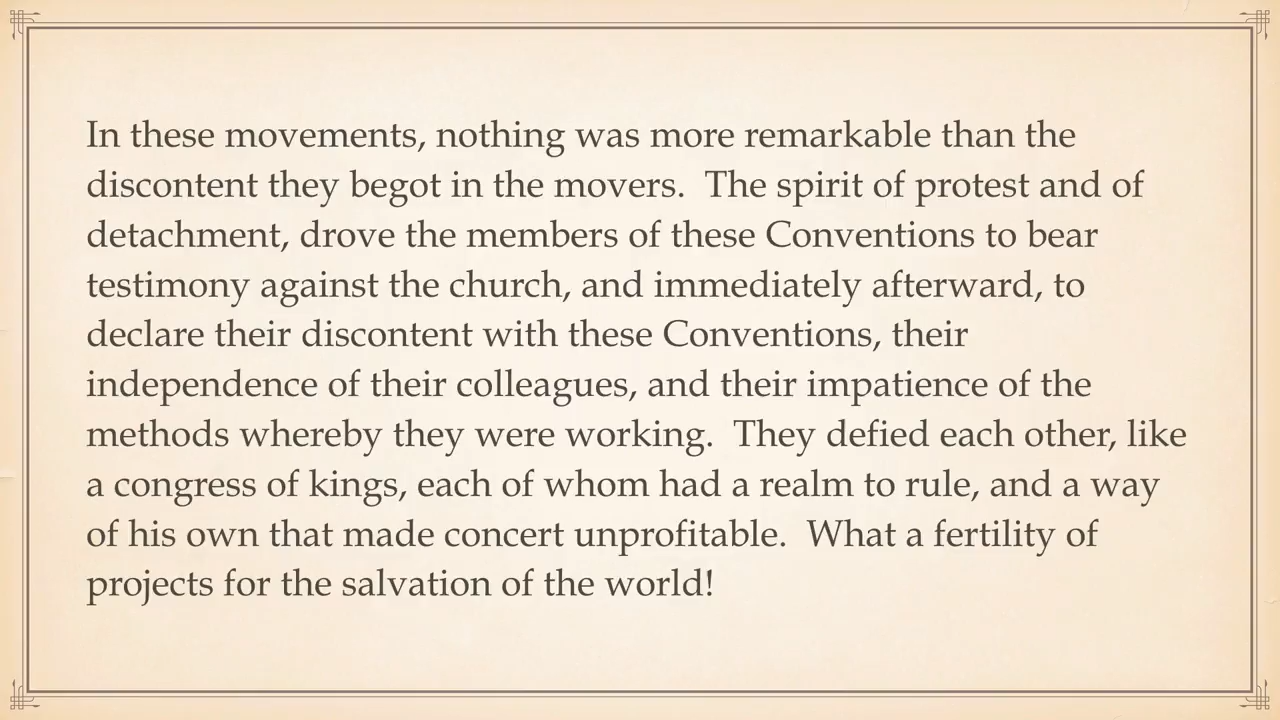 In these movements, nothing was more remarkable than the
discontent they begot in the movers.  The spirit of protest and of
detachment, drove the members of these Conventions to bear
testimony against the church, and immediately afterward, to
declare their discontent with these Conventions, their
independence of their colleagues, and their impatience of the
methods whereby they were working.  They defied each other, like
a congress of kings, each of whom had a realm to rule, and a way
of his own that made concert unprofitable.  What a fertility of
projects for the salvation of the world!